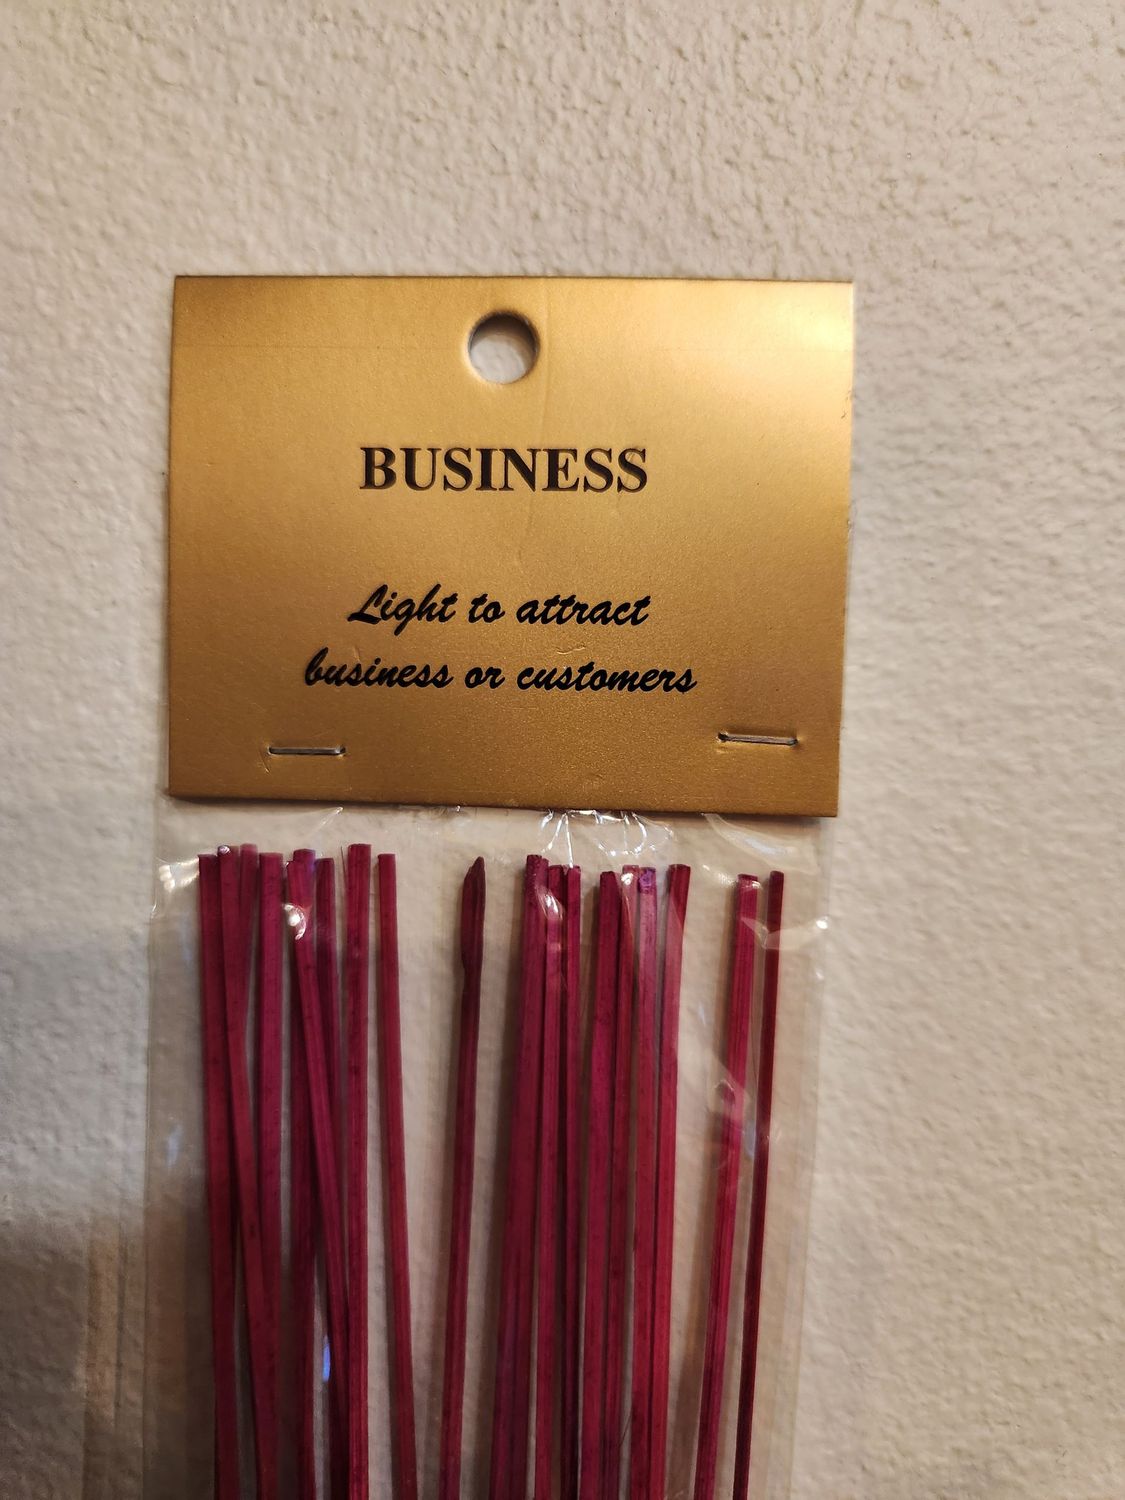 BUSINESS
Light to attract
business or customers